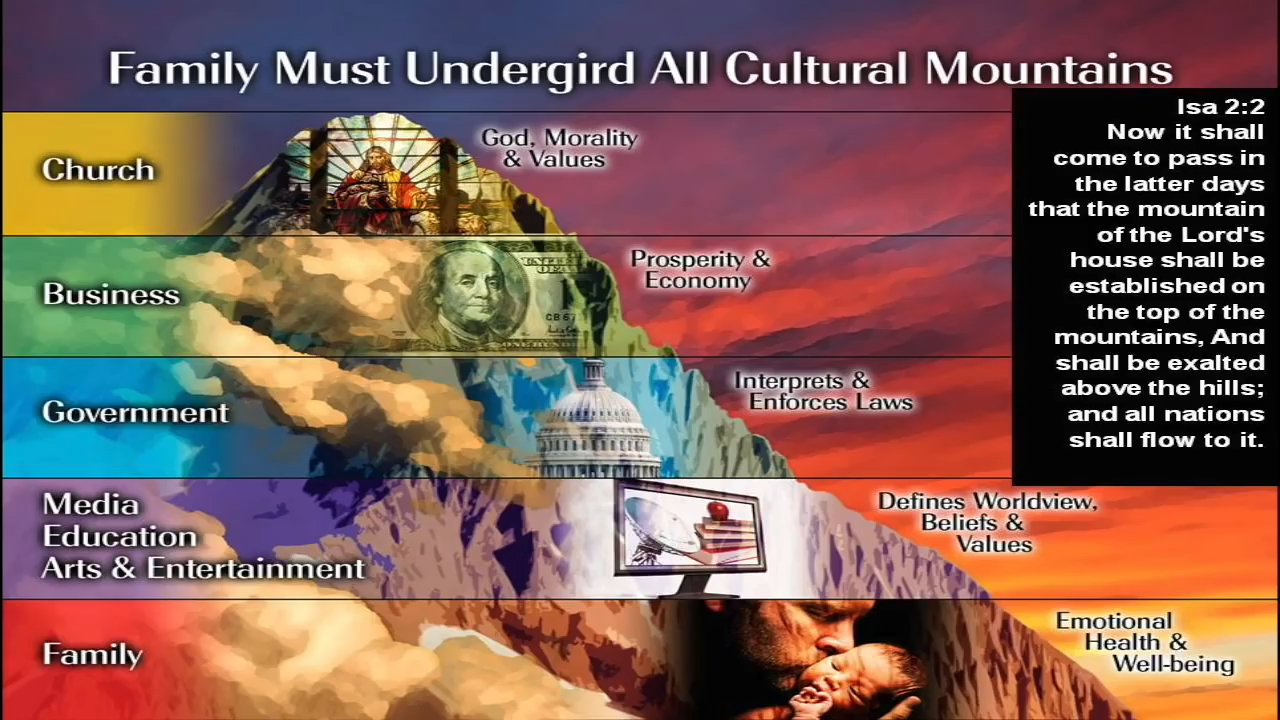 Family Must Undergird All Cultural Mountains
Church
God, Morality
& Values
Business
Prosperity &
Economy
Government
Interprets &
Enforces Laws
Media
Education
Arts & Entertainment
Defines Worldview,
Beliefs &
Values
Family
Emotional
Health &
Well-being
Isa 2:2
Now it shall
come to pass in
the latter days
that the mountain
of the Lord's
house shall be
established on
the top of the
mountains, And
shall be exalted
above the hills;
and all nations
shall flow to it.